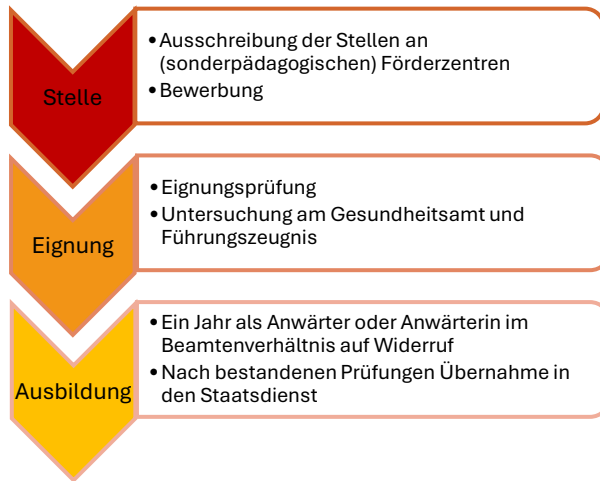 Stelle
• Ausschreibung der Stellen an
(sonderpädagogischen) Förderzentren
• Bewerbung
Eignung
• Eignungsprüfung
• Untersuchung am Gesundheitsamt und
Führungszeugnis
Ausbildung
• Ein Jahr als Anwärter oder Anwärterin im
Beamtenverhältnis auf Widerruf
• Nach bestandenen Prüfungen Übernahme in
den Staatsdienst